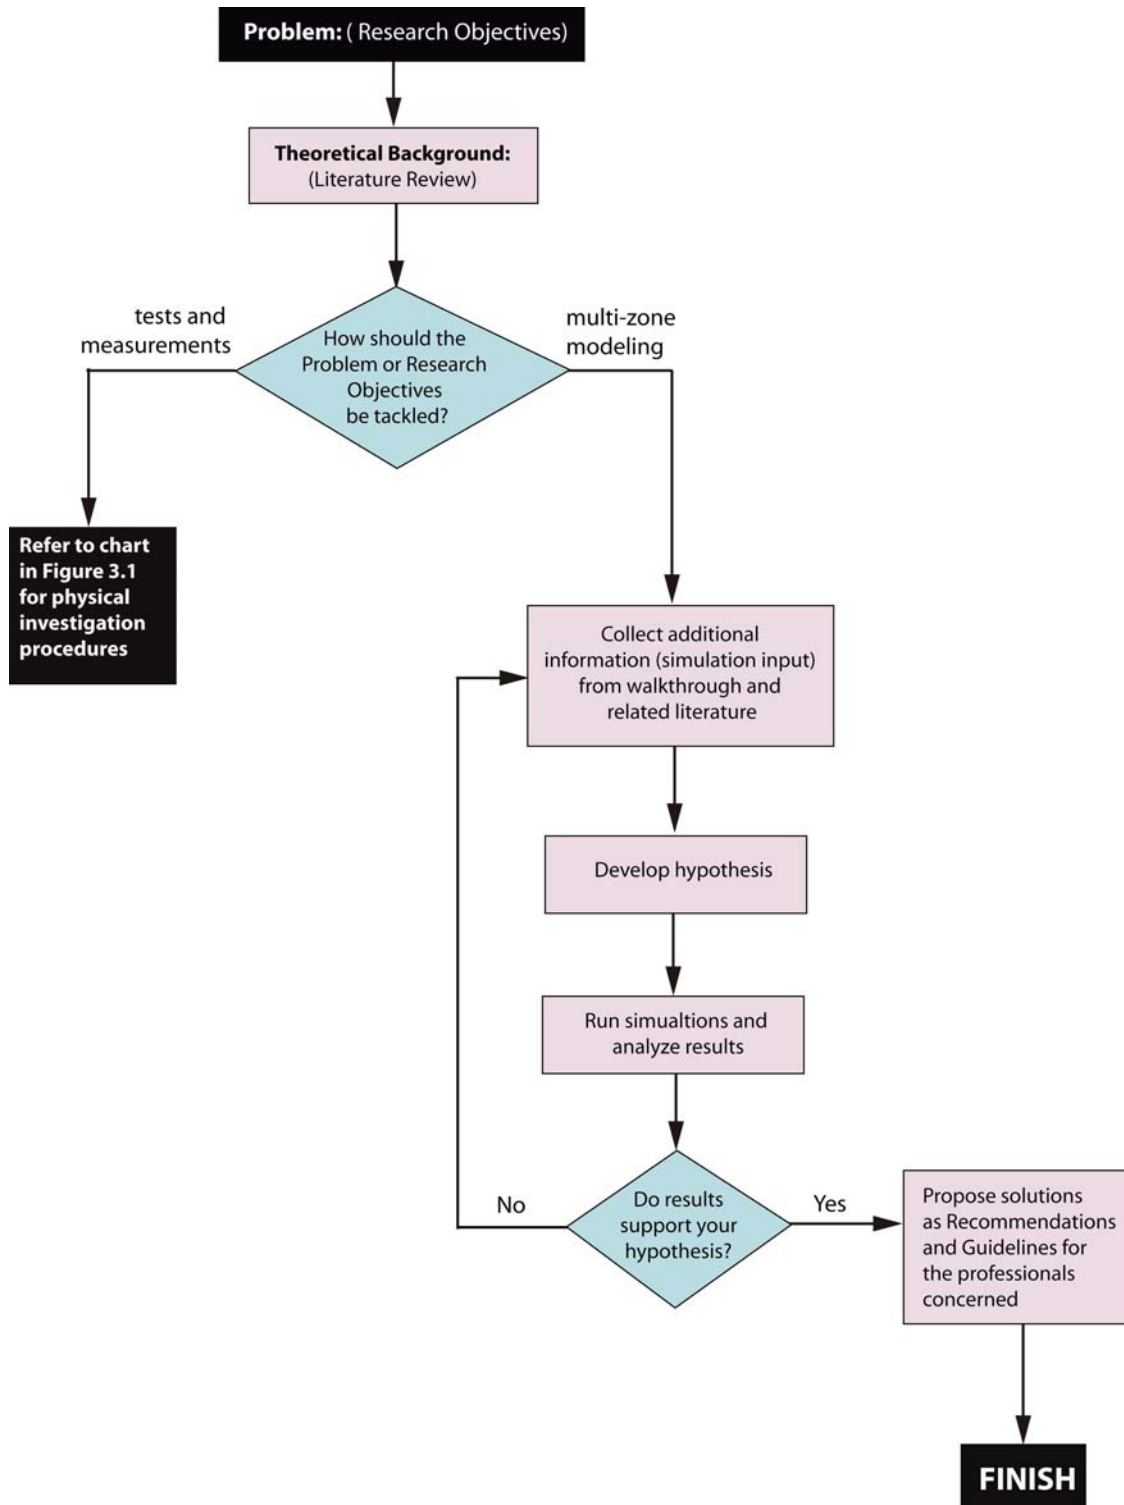 Problem: ( Research Objectives)
Theoretical Background:
(Literature Review)
tests and
measurements
multi-zone
modeling
How should the
Problem or Research
Objectives
be tackled?
Refer to chart
in Figure 3.1
for physical
investigation
procedures
Collect additional
information (simulation input)
from walkthrough and
related literature
Develop hypothesis
Run simualtions and
analyze results
No
Do results
support your
hypothesis?
Yes
Propose solutions
as Recommendations
and Guidelines for
the professionals
concerned
FINISH